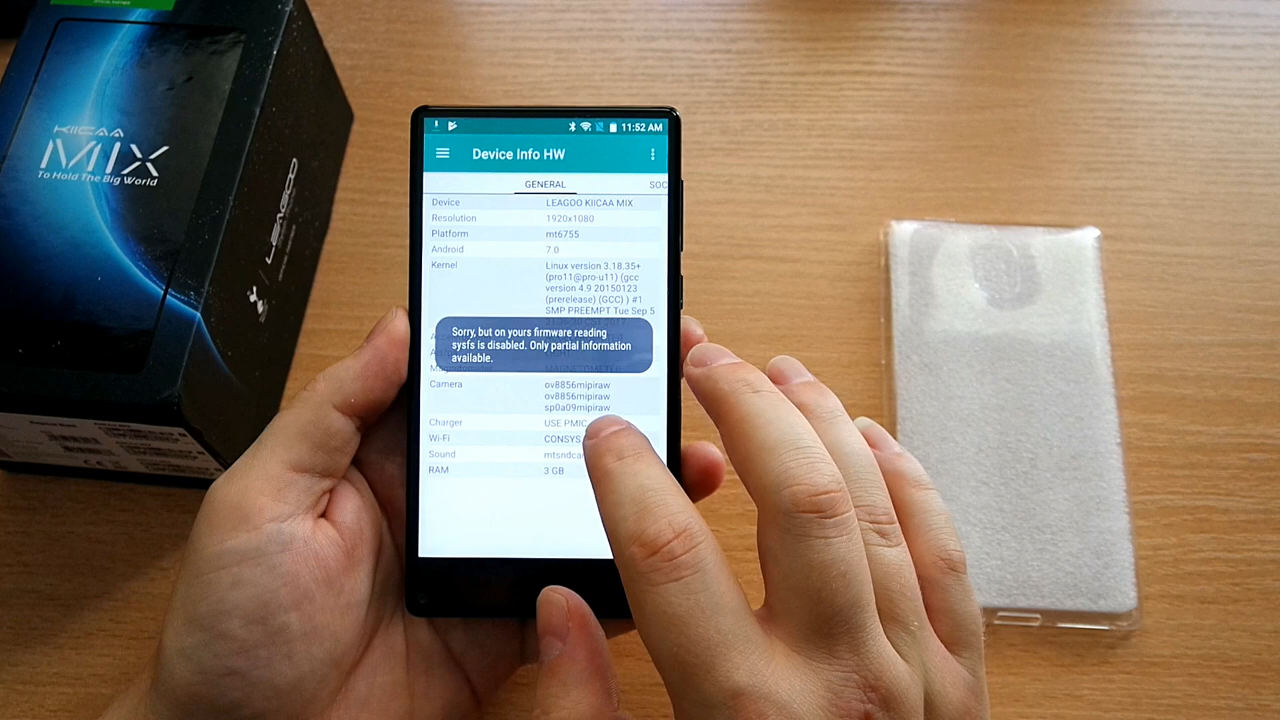 KIICAA
MIX
To Hold The Big World
LEAGOO
11:52 AM
Device Info HW
GENERAL
SOC
Device LEAGOO KIICAA MIX
Resolution 1920x1080
Platform mt6755
Android 7.0
Kernel Linux version 3.18.35+
(pro11@pro-u11) (gcc
version 4.9 20150123
(prerelease) (GCC) ) #1
SMP PREEMPT Tue Sep 5
Sorry, but on yours firmware reading
sysfs is disabled. Only partial information
available.
Camera ov8856mipiraw
ov8856mipiraw
sp0a09mipiraw
Charger USE PMIC
Wi-Fi CONSYS
Sound
RAM 3 GB